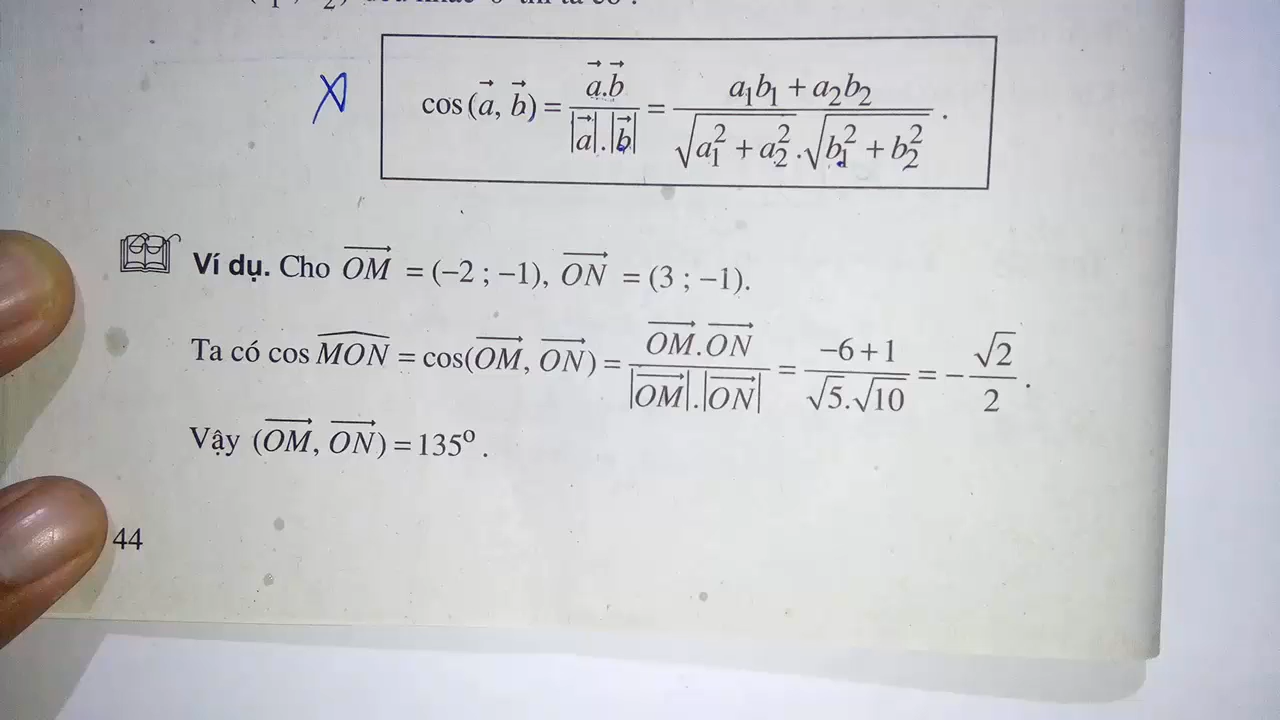 cos(a⃗, b⃗) = a⃗.b⃗ / |a⃗|.|b⃗| = (a₁b₁ + a₂b₂) / (√(a₁² + a₂²).√(b₁² + b₂²)) .
Ví dụ. Cho OM⃗ = (−2 ; −1), ON⃗ = (3 ; −1).
Ta có cos MON̂ = cos(OM⃗, ON⃗) = OM⃗.ON⃗ / |OM⃗|.|ON⃗| = (−6 + 1) / (√5.√10) = −√2/2 .
Vậy (OM⃗, ON⃗) = 135° .
44